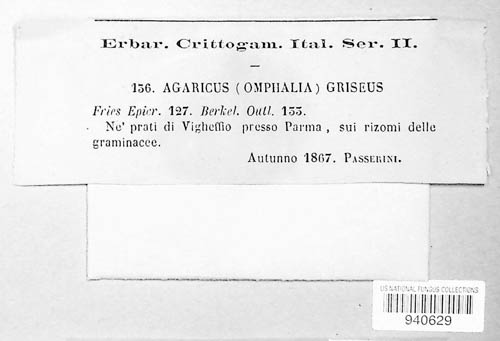 Erbar. Crittogam. Ital. Ser. II.
136. AGARICUS (OMPHALIA) GRISEUS
Fries Epicr. 127. Berkel. Outl. 133.
Ne' prati di Vigheffio presso Parma, sui rizomi delle
graminacee.
Autunno 1867. PASSERINI.
US NATIONAL FUNGUS COLLECTIONS
940629